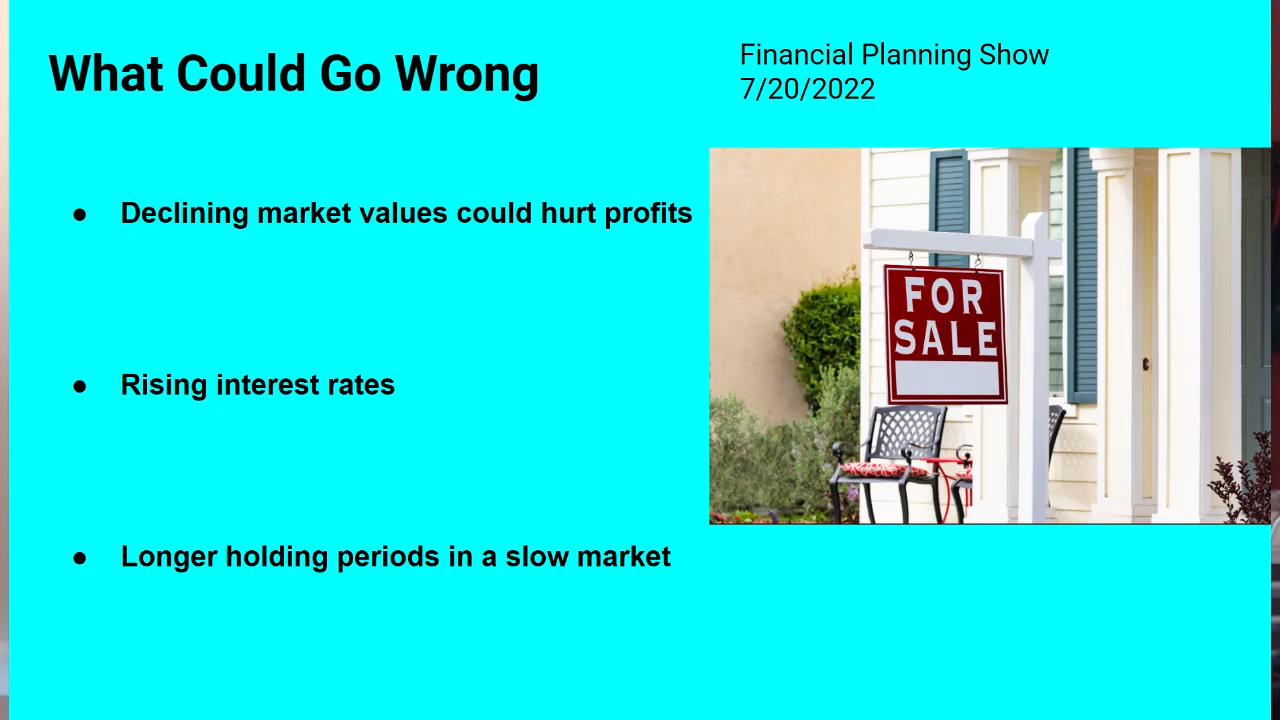 What Could Go Wrong
Financial Planning Show
7/20/2022
● Declining market values could hurt profits
● Rising interest rates
● Longer holding periods in a slow market
FOR
SALE